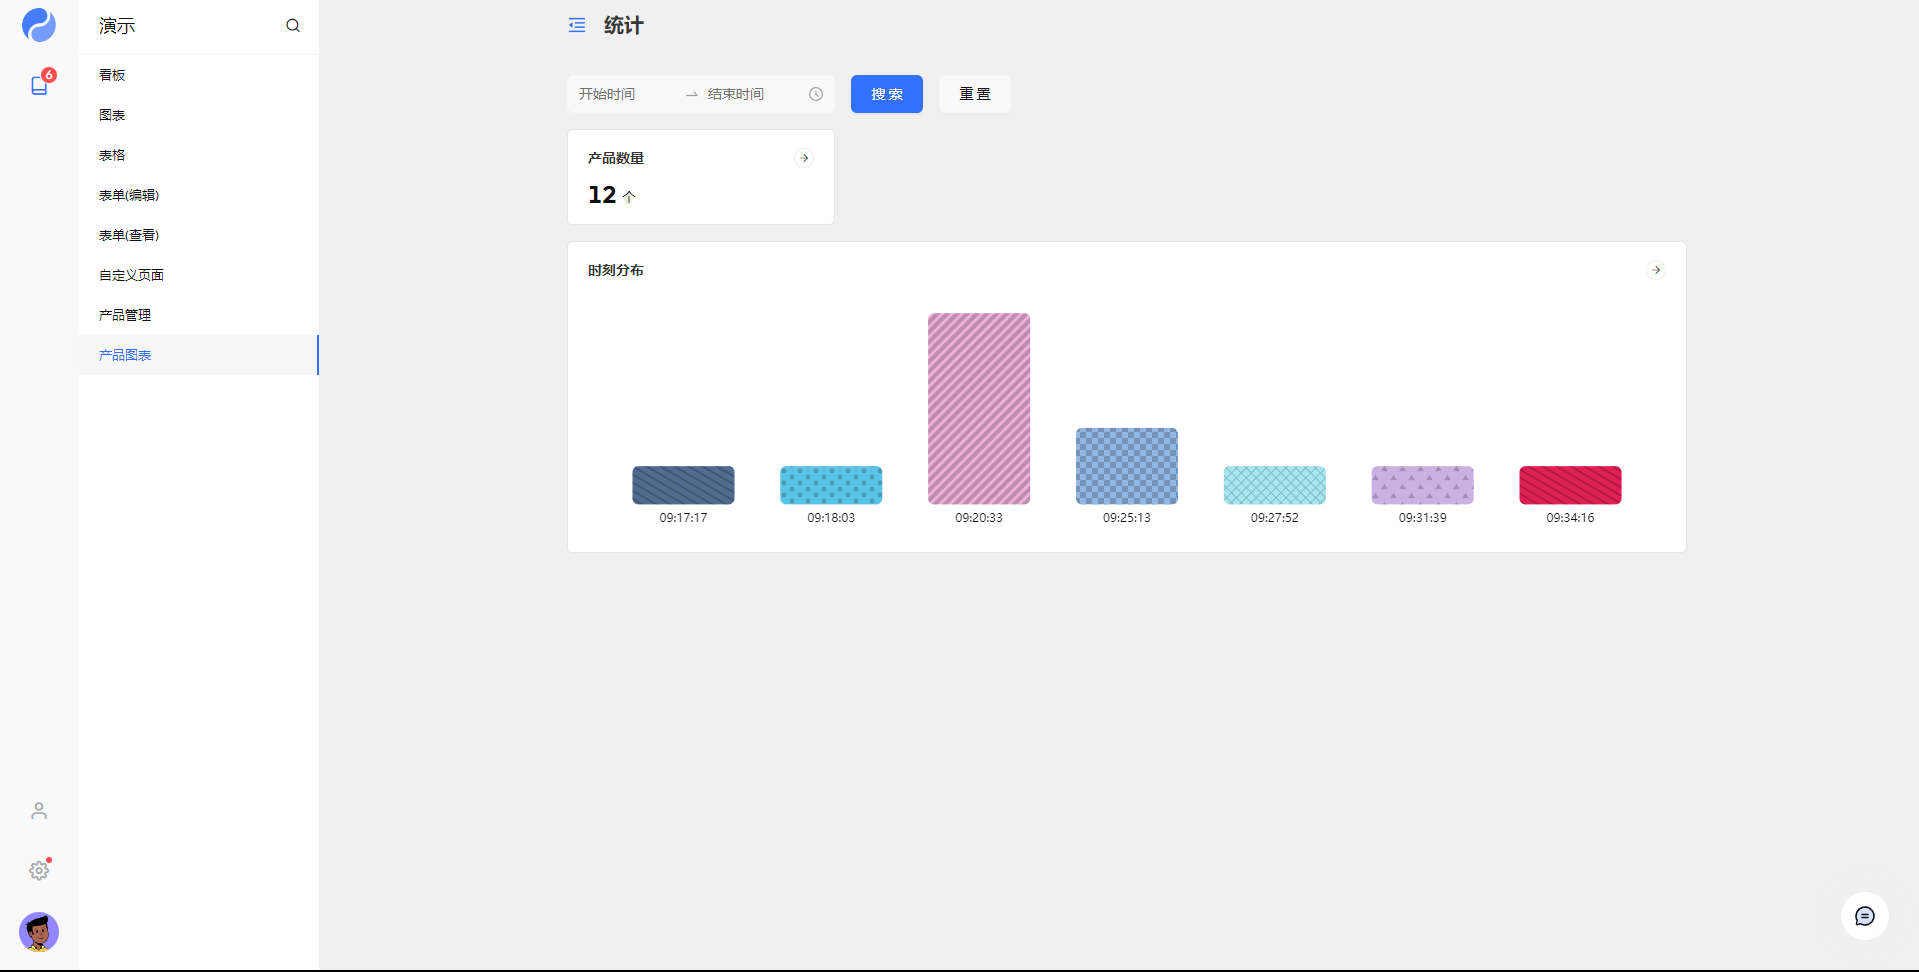 演示
6
看板
图表
表格
表单(编辑)
表单(查看)
自定义页面
产品管理
产品图表
统计
开始时间 结束时间 搜索 重置
产品数量
12 个
时刻分布
09:17:17 09:18:03 09:20:33 09:25:13 09:27:52 09:31:39 09:34:16